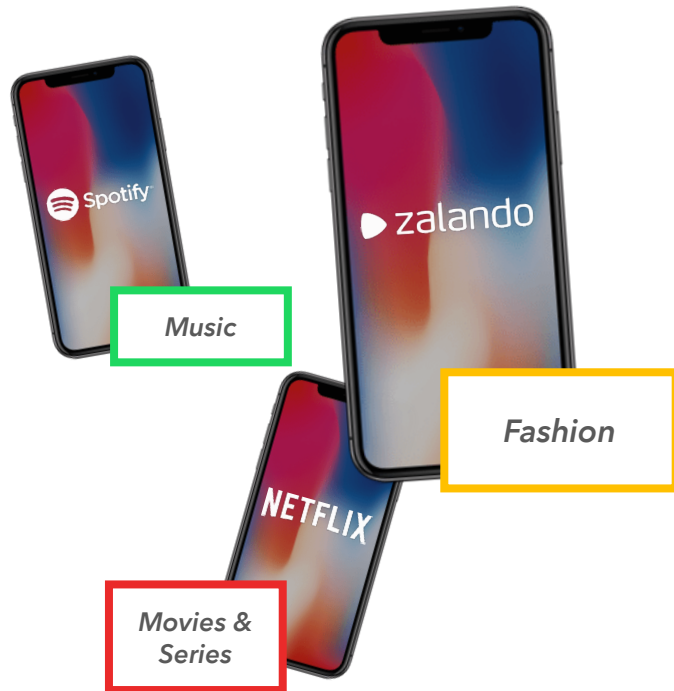 Spotify
zalando
Music
Fashion
NETFLIX
Movies &
Series